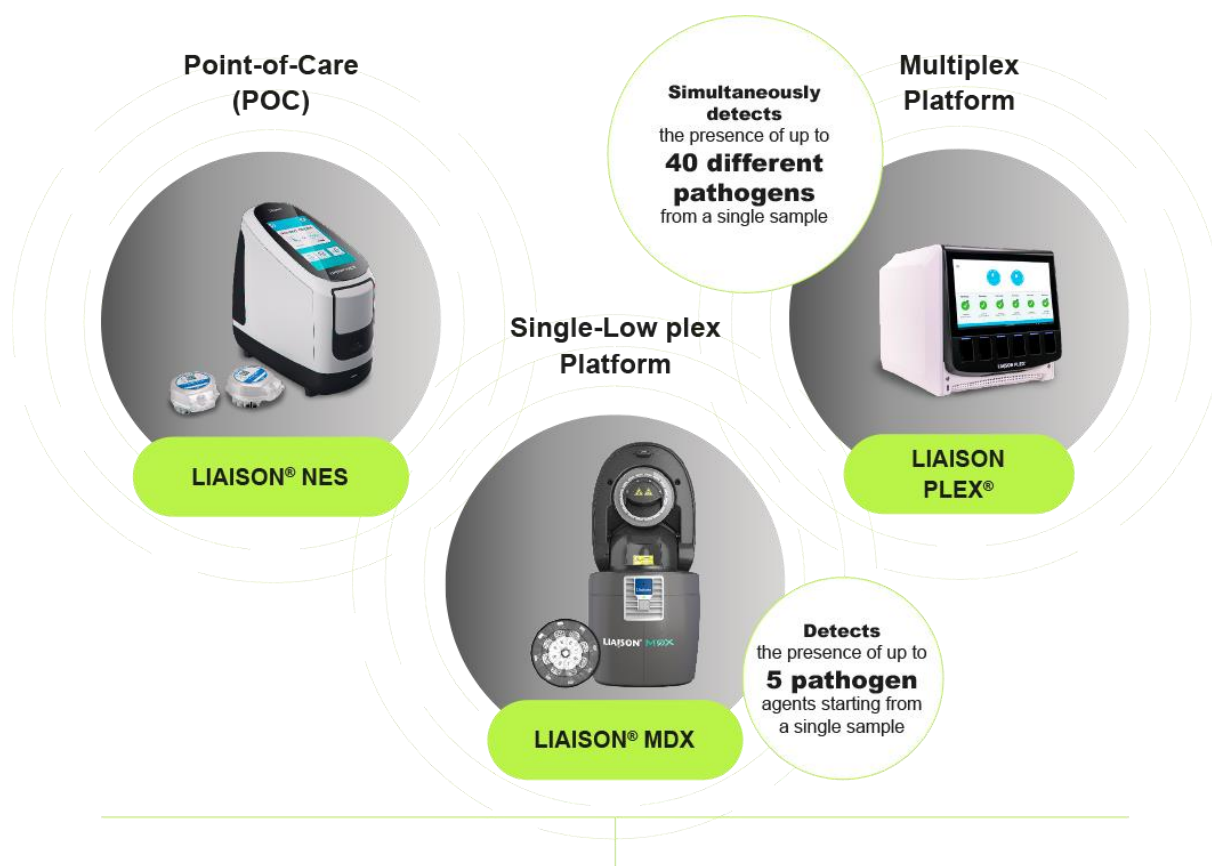 Point-of-Care
(POC)
Simultaneously
detects
the presence of up to
40 different
pathogens
from a single sample
Multiplex
Platform
LIAISON® NES
Single-Low plex
Platform
LIAISON PLEX
LIAISON
PLEX®
LIAISON® MDX
Detects
the presence of up to
5 pathogen
agents starting from
a single sample
LIAISON® MDX